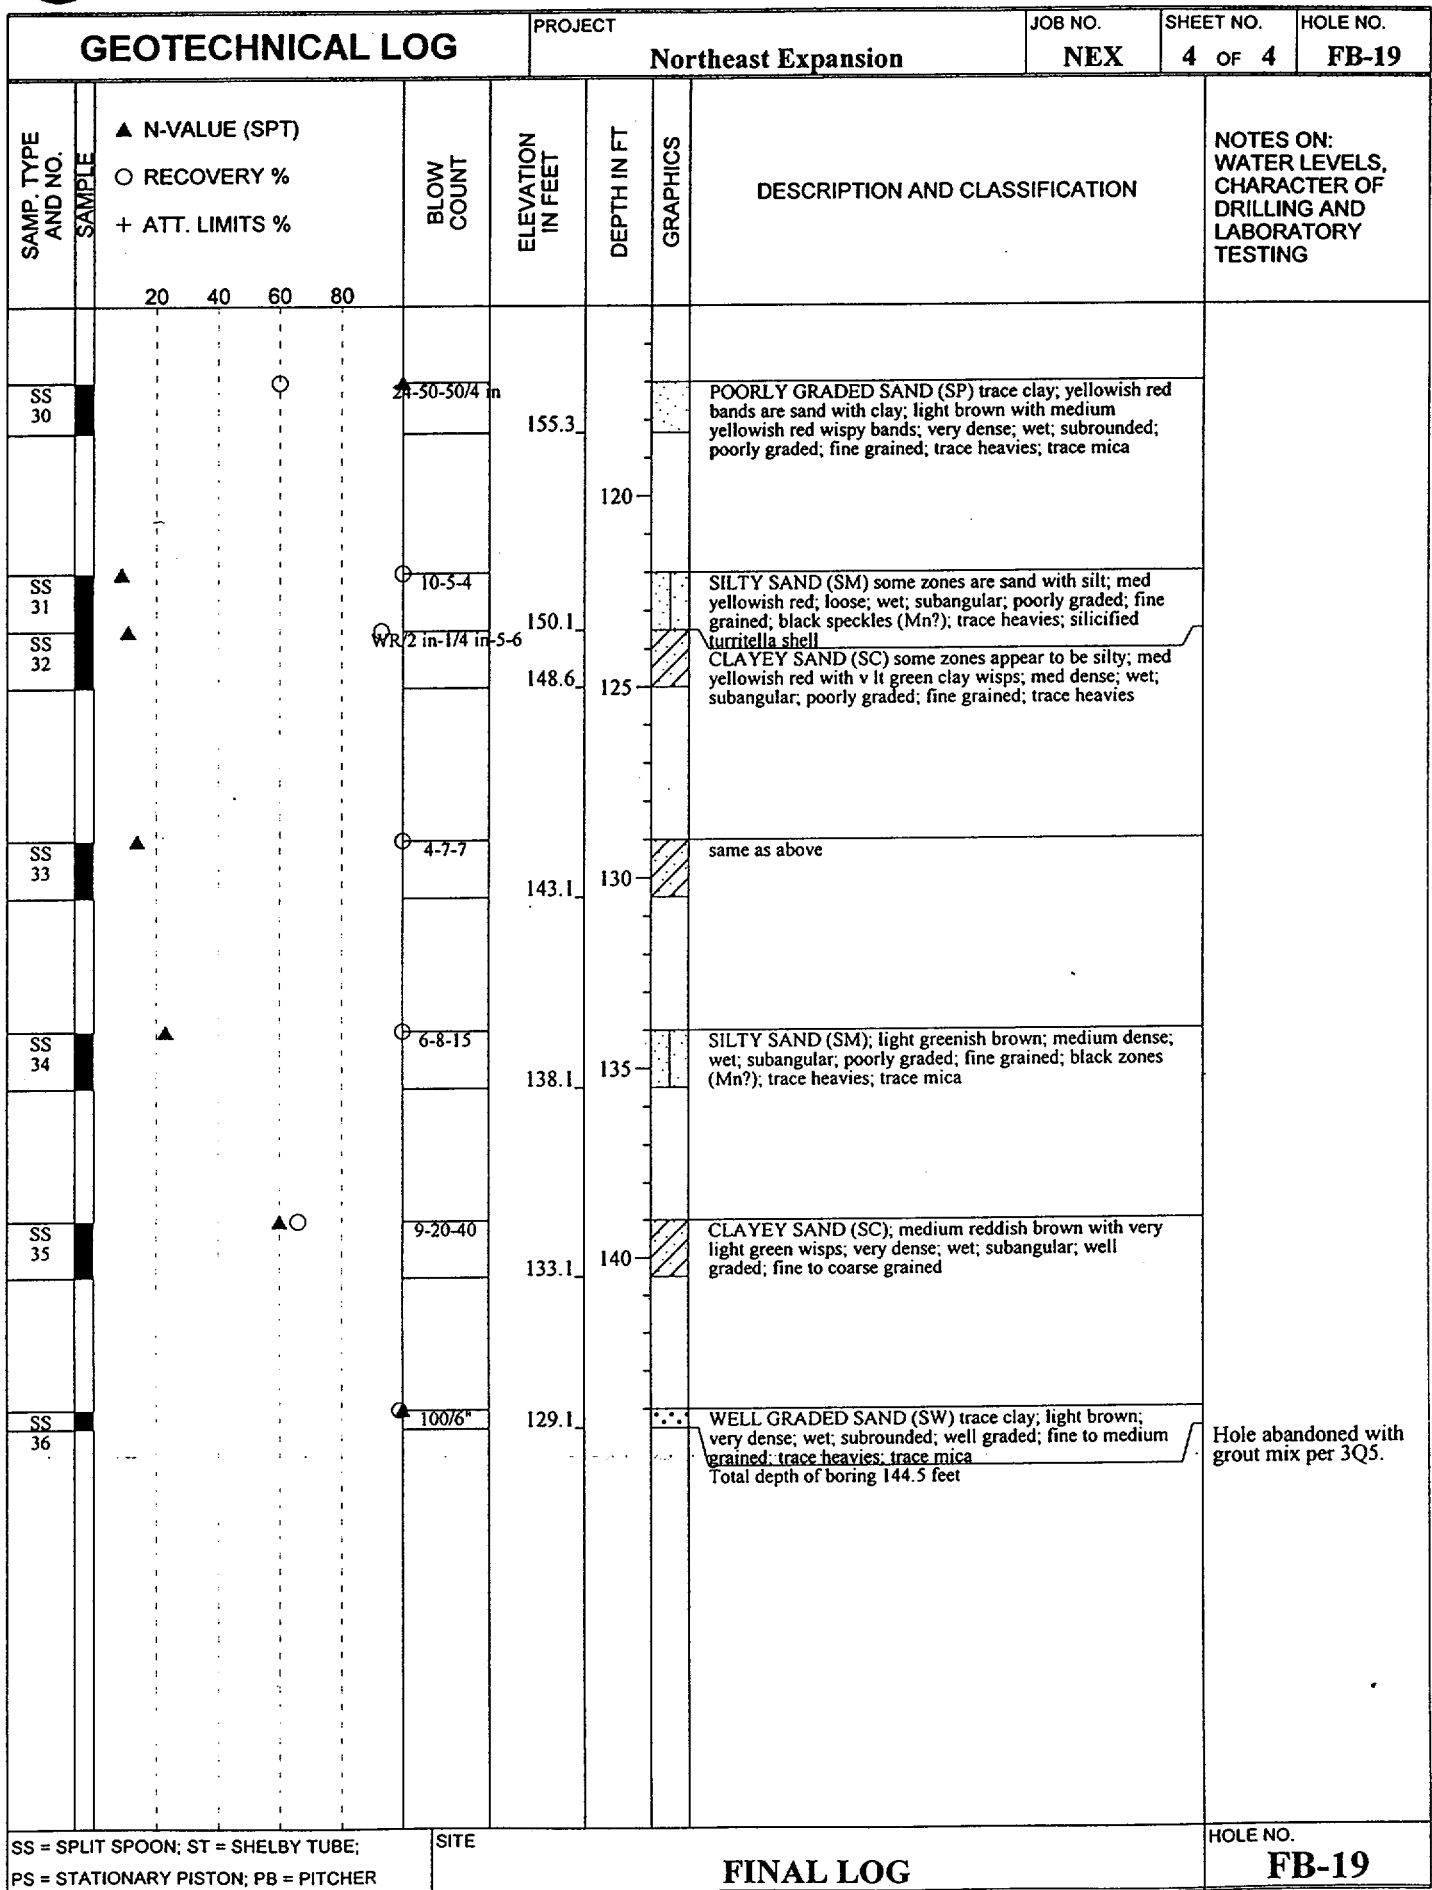 GEOTECHNICAL LOG
PROJECT
Northeast Expansion
JOB NO.
NEX
SHEET NO.
4 OF 4
HOLE NO.
FB-19
SAMP. TYPE
AND NO.
SAMPLE
▲ N-VALUE (SPT)
○ RECOVERY %
+ ATT. LIMITS %
20 40 60 80
BLOW
COUNT
ELEVATION
IN FEET
DEPTH IN FT
GRAPHICS
DESCRIPTION AND CLASSIFICATION
NOTES ON:
WATER LEVELS,
CHARACTER OF
DRILLING AND
LABORATORY
TESTING
SS
30
24-50-50/4 in
155.3
POORLY GRADED SAND (SP) trace clay; yellowish red
bands are sand with clay; light brown with medium
yellowish red wispy bands; very dense; wet; subrounded;
poorly graded; fine grained; trace heavies; trace mica
120
SS
31
10-5-4
150.1
SILTY SAND (SM) some zones are sand with silt; med
yellowish red; loose; wet; subangular; poorly graded; fine
grained; black speckles (Mn?); trace heavies; silicified
turritella shell
SS
32
WR/2 in-1/4 in-5-6
148.6
125
CLAYEY SAND (SC) some zones appear to be silty; med
yellowish red with v lt green clay wisps; med dense; wet;
subangular; poorly graded; fine grained; trace heavies
SS
33
4-7-7
143.1
130
same as above
SS
34
6-8-15
138.1
135
SILTY SAND (SM); light greenish brown; medium dense;
wet; subangular; poorly graded; fine grained; black zones
(Mn?); trace heavies; trace mica
SS
35
9-20-40
133.1
140
CLAYEY SAND (SC); medium reddish brown with very
light green wisps; very dense; wet; subangular; well
graded; fine to coarse grained
SS
36
100/6"
129.1
WELL GRADED SAND (SW) trace clay; light brown;
very dense; wet; subrounded; well graded; fine to medium
grained; trace heavies; trace mica
Total depth of boring 144.5 feet
Hole abandoned with
grout mix per 3Q5.
SS = SPLIT SPOON; ST = SHELBY TUBE;
PS = STATIONARY PISTON; PB = PITCHER
SITE
FINAL LOG
HOLE NO.
FB-19